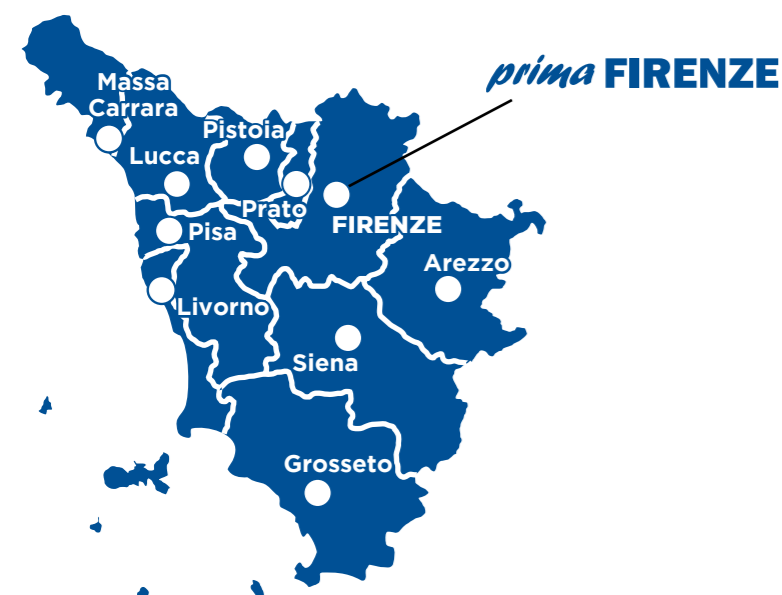 prima FIRENZE
Massa
Carrara
Pistoia
Lucca
Prato
FIRENZE
Pisa
Arezzo
Livorno
Siena
Grosseto